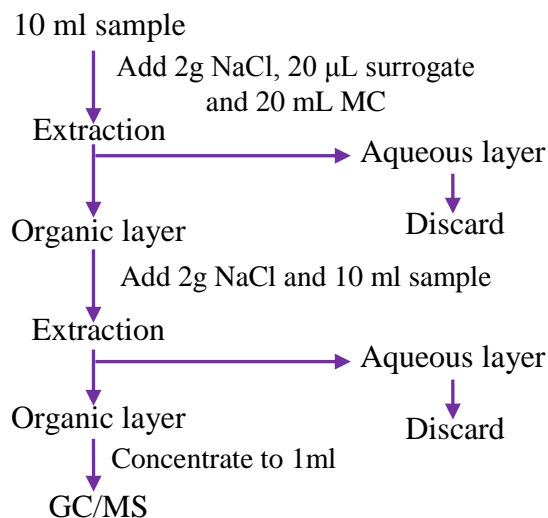 10 ml sample
Add 2g NaCl, 20 μL surrogate
and 20 mL MC
Extraction
Aqueous layer
Discard
Organic layer
Add 2g NaCl and 10 ml sample
Extraction
Aqueous layer
Discard
Organic layer
Concentrate to 1ml
GC/MS